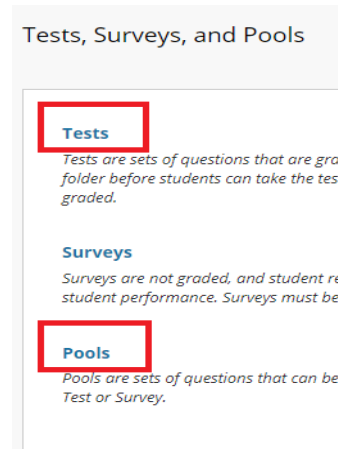 Tests, Surveys, and Pools
Tests
Tests are sets of questions that are
folder before students can take the
graded.
Surveys
Surveys are not graded, and student
student performance. Surveys must be
Pools
Pools are sets of questions that can be
Test or Survey.